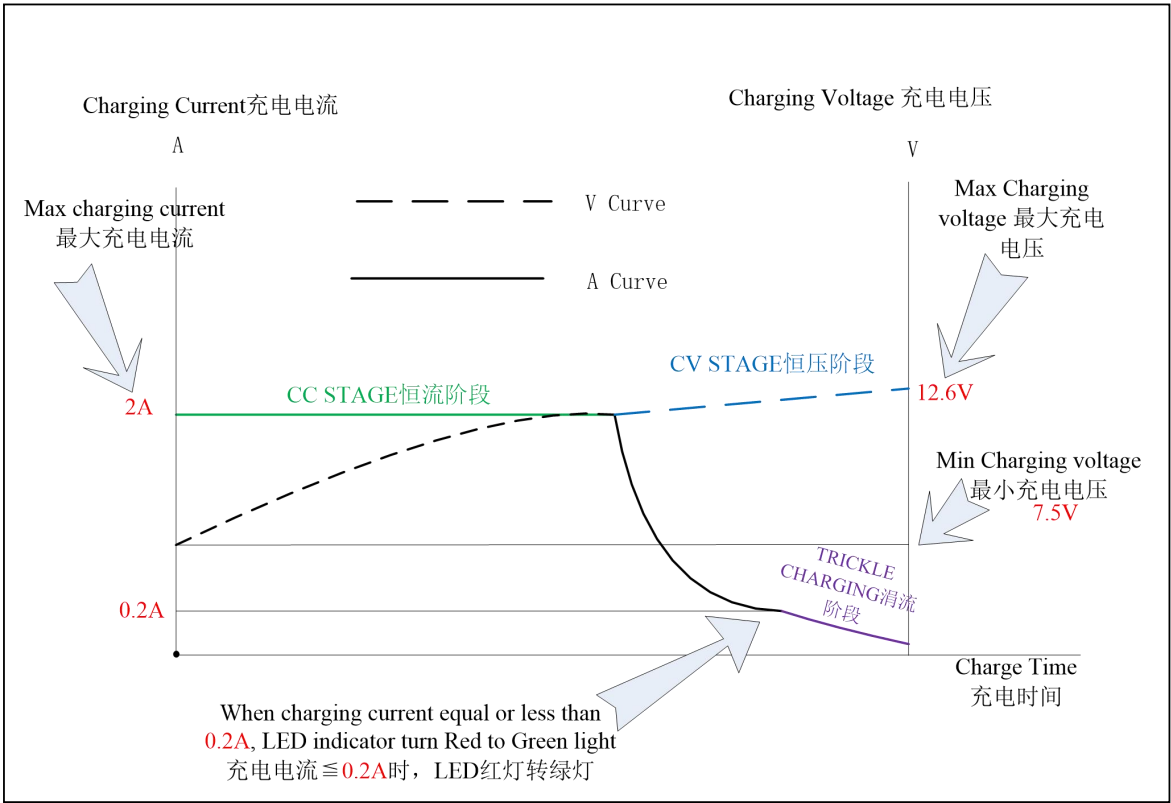 Charging Current充电电流
Charging Voltage 充电电压
A
V
Max charging current
最大充电电流
V Curve
A Curve
Max Charging
voltage 最大充电
电压
CC STAGE恒流阶段
CV STAGE恒压阶段
2A
12.6V
Min Charging voltage
最小充电电压
7.5V
TRICKLE
CHARGING涓流
阶段
0.2A
Charge Time
充电时间
When charging current equal or less than
0.2A, LED indicator turn Red to Green light
充电电流≦0.2A时，LED红灯转绿灯